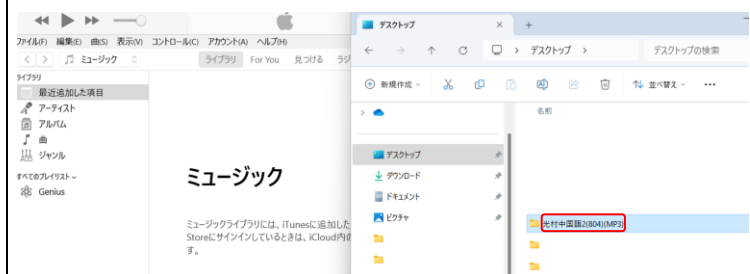 ファイル(F) 編集(E) 曲(S) 表示(V) コントロール(C) アカウント(A) ヘルプ(H)
ミュージック
ライブラリ For You 見つける ラジ
ライブラリ
最近追加した項目
アーティスト
アルバム
曲
ジャンル
すべてのプレイリスト
Genius
ミュージック
ミュージックライブラリには、iTunesに追加した
Storeにサインインしているときは、iCloud内の
す。
デスクトップ
デスクトップ
デスクトップの検索
新規作成
並べ替え
名前
デスクトップ
ダウンロード
ドキュメント
ピクチャ
光村中国語2(804)(MP3)